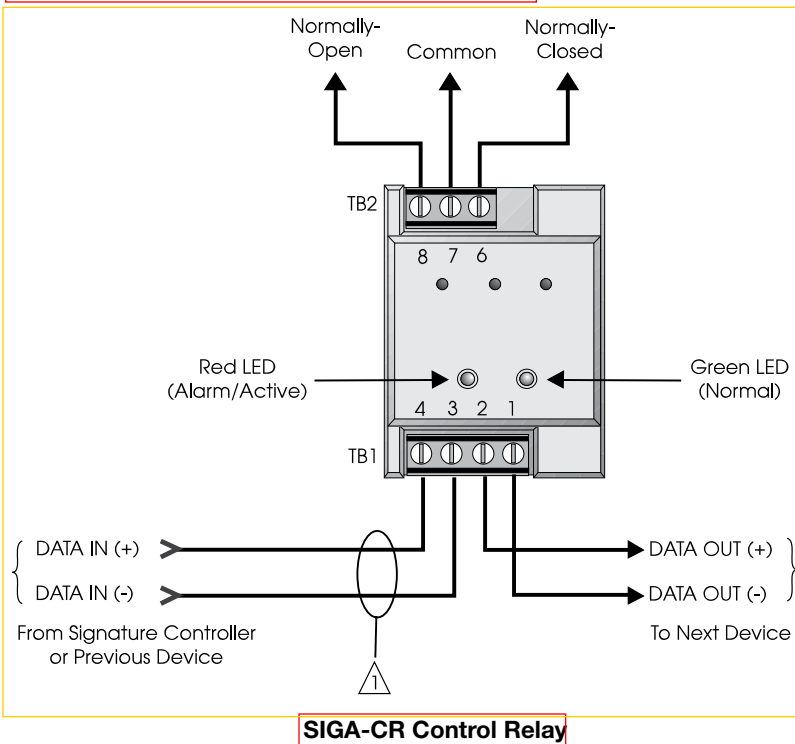 Normally-
Open
Common
Normally-
Closed
TB2
8 7 6
Red LED
(Alarm/Active)
Green LED
(Normal)
4 3 2 1
TB1
DATA IN (+)
DATA OUT (+)
DATA IN (-)
DATA OUT (-)
From Signature Controller
or Previous Device
To Next Device
1
SIGA-CR Control Relay